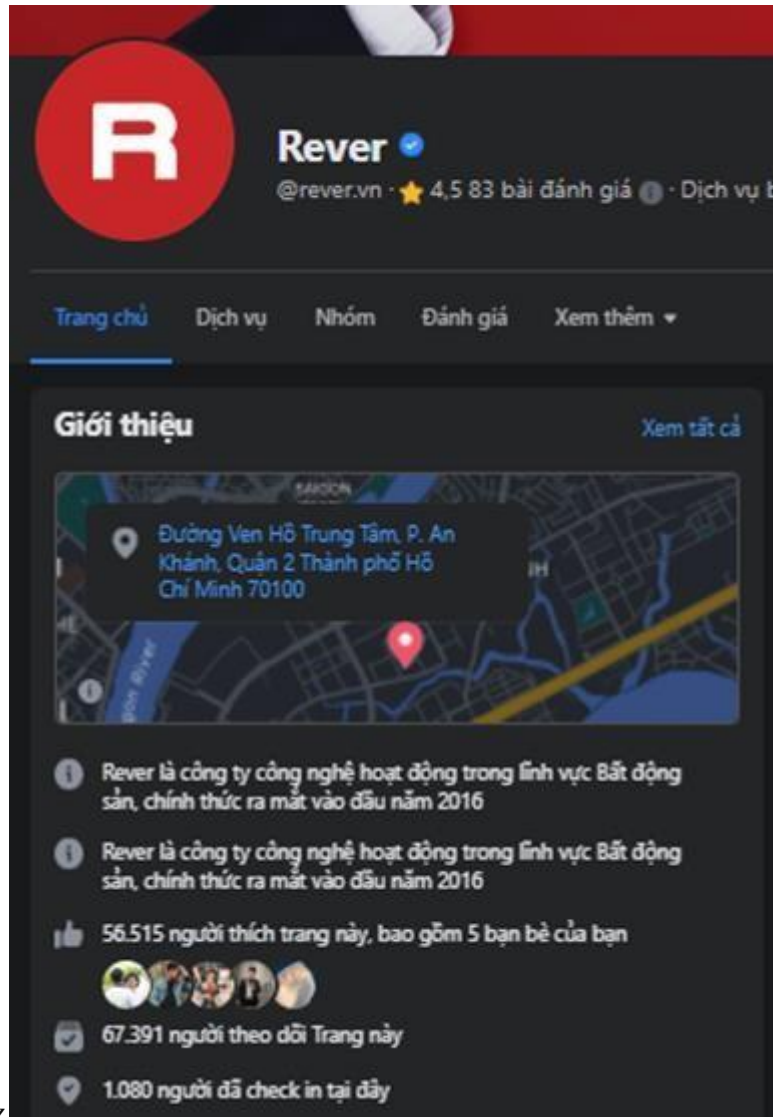 R
Rever
@rever.vn · 4,5 83 bài đánh giá · Dịch vụ
Trang chủ Dịch vụ Nhóm Đánh giá Xem thêm
Giới thiệu Xem tất cả
SAIGON
Đường Ven Hồ Trung Tâm, P. An
Khánh, Quận 2 Thành phố Hồ
Chí Minh 70100
River
Rever là công ty công nghệ hoạt động trong lĩnh vực Bất động
sản, chính thức ra mắt vào đầu năm 2016
Rever là công ty công nghệ hoạt động trong lĩnh vực Bất động
sản, chính thức ra mắt vào đầu năm 2016
56.515 người thích trang này, bao gồm 5 bạn bè của bạn
67.391 người theo dõi Trang này
1.080 người đã check in tại đây